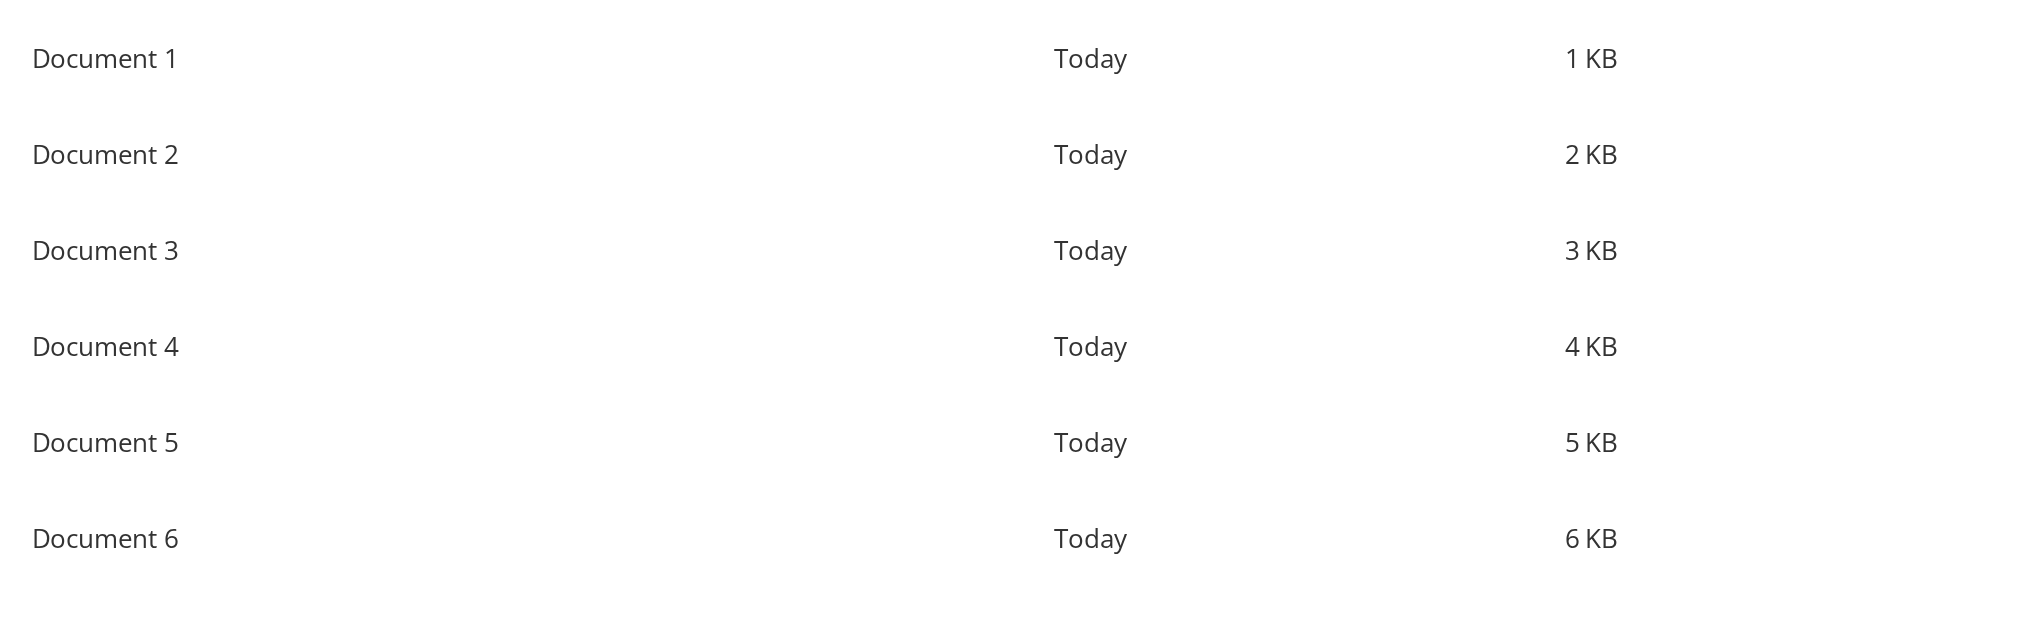 Document 1 Today 1 KB
Document 2 Today 2 KB
Document 3 Today 3 KB
Document 4 Today 4 KB
Document 5 Today 5 KB
Document 6 Today 6 KB